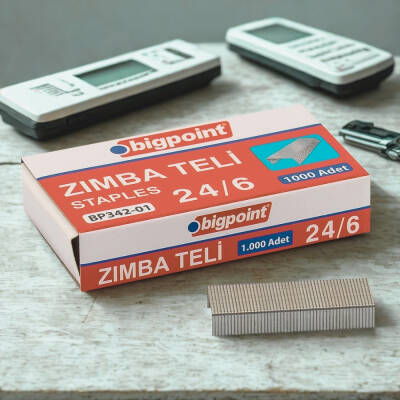 bigpoint
ZIMBA TELİ
STAPLES 24/6
BP342-01
1000 Adet
bigpoint
ZIMBA TELİ 1.000 Adet 24/6